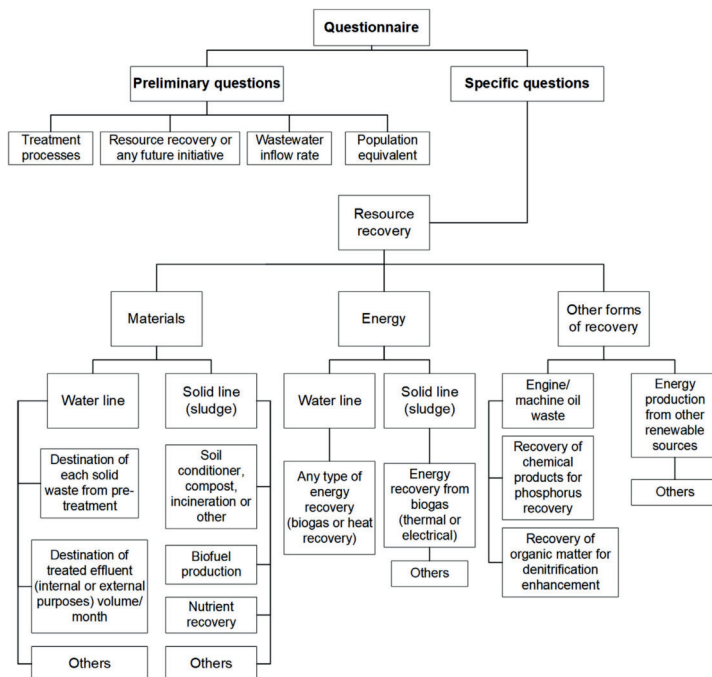 Questionnaire
Preliminary questions
Specific questions
Treatment
processes
Resource recovery or
any future initiative
Wastewater
inflow rate
Population
equivalent
Resource
recovery
Materials
Energy
Other forms
of recovery
Water line
Solid line
(sludge)
Water line
Solid line
(sludge)
Engine/
machine oil
waste
Energy
production
from other
renewable
sources
Destination of
each solid
waste from pre-
treatment
Soil
conditioner,
compost,
incineration or
other
Any type of
energy
recovery
(biogas or heat
recovery)
Energy
recovery from
biogas
(thermal or
electrical)
Recovery of
chemical
products for
phosphorus
recovery
Others
Destination of
treated effluent
(internal or external
purposes) volume/
month
Biofuel
production
Others
Recovery of
organic matter for
denitrification
enhancement
Nutrient
recovery
Others
Others